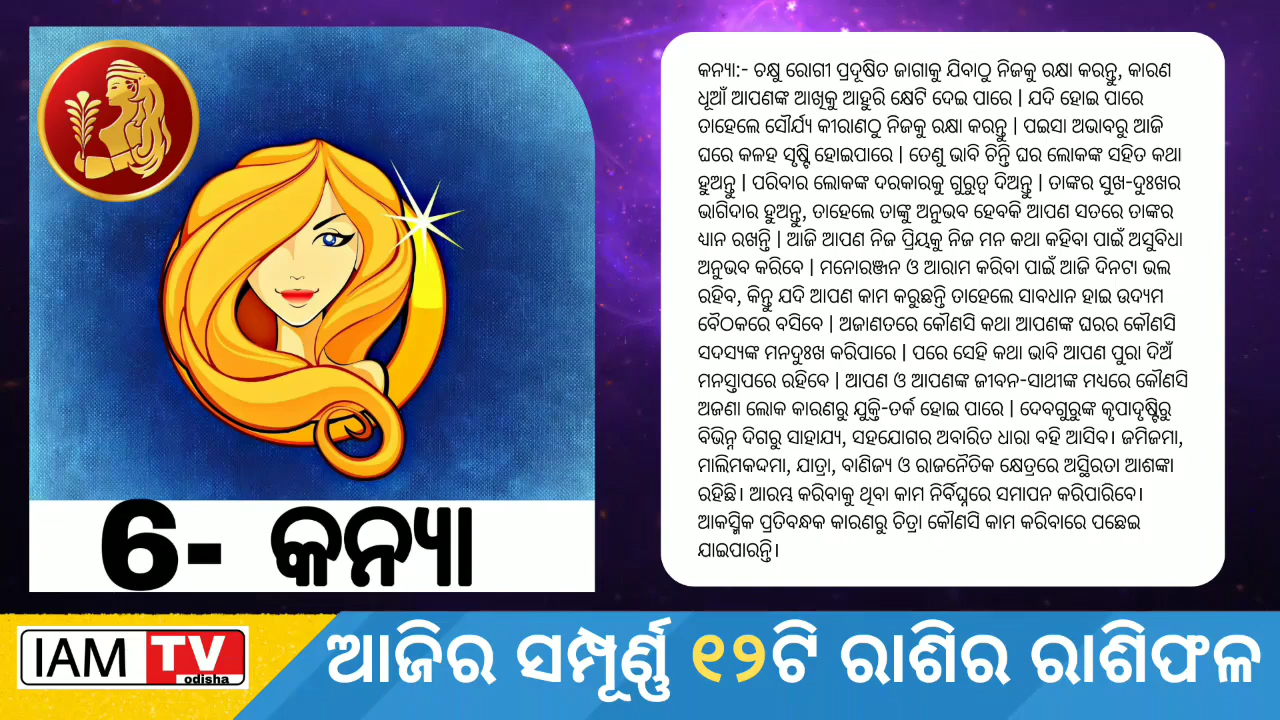 6- କନ୍ୟା
କନ୍ୟା:- ଚକ୍ଷୁ ରୋଗୀ ପ୍ରଦୂଷିତ ଜାଗାକୁ ଯିବାଠୁ ନିଜକୁ ରକ୍ଷା କରନ୍ତୁ, କାରଣ
ଧୂଆଁ ଆପଣଙ୍କ ଆଖିକୁ ଆହୁରି କ୍ଷେଟି ଦେଇ ପାରେ | ଯଦି ହୋଇ ପାରେ
ତାହେଲେ ସୌର୍ଯ୍ୟ କୀରାଣଠୁ ନିଜକୁ ରକ୍ଷା କରନ୍ତୁ | ପଇସା ଅଭାବରୁ ଆଜି
ଘରେ କଳହ ସୃଷ୍ଟି ହୋଇପାରେ | ତେଣୁ ଭାବି ଚିନ୍ତି ଘର ଲୋକଙ୍କ ସହିତ କଥା
ହୁଅନ୍ତୁ | ପରିବାର ଲୋକଙ୍କ ଦରକାରକୁ ଗୁରୁତ୍ୱ ଦିଅନ୍ତୁ | ତାଙ୍କର ସୁଖ-ଦୁଃଖର
ଭାଗିଦାର ହୁଅନ୍ତୁ, ତାହେଲେ ତାଙ୍କୁ ଅନୁଭବ ହେବକି ଆପଣ ସତରେ ତାଙ୍କର
ଧ୍ୟାନ ରଖନ୍ତି | ଆଜି ଆପଣ ନିଜ ପ୍ରିୟକୁ ନିଜ ମନ କଥା କହିବା ପାଇଁ ଅସୁବିଧା
ଅନୁଭବ କରିବେ | ମନୋରଞ୍ଜନ ଓ ଆରାମ କରିବା ପାଇଁ ଆଜି ଦିନଟା ଭଲ
ରହିବ, କିନ୍ତୁ ଯଦି ଆପଣ କାମ କରୁଛନ୍ତି ତାହେଲେ ସାବଧାନ ହାଇ ଉଦ୍ୟମ
ବୈଠକରେ ବସିବେ | ଅଜାଣତରେ କୌଣସି କଥା ଆପଣଙ୍କ ଘରର କୌଣସି
ସଦସ୍ୟଙ୍କ ମନଦୁଃଖ କରିପାରେ | ପରେ ସେହି କଥା ଭାବି ଆପଣ ପୁରା ଦିଅଁ
ମନସ୍ତାପରେ ରହିବେ | ଆପଣ ଓ ଆପଣଙ୍କ ଜୀବନ-ସାଥୀଙ୍କ ମଧ୍ୟରେ କୌଣସି
ଅଜଣା ଲୋକ କାରଣରୁ ଯୁକ୍ତି-ତର୍କ ହୋଇ ପାରେ | ଦେବଗୁରୁଙ୍କ କୃପାଦୃଷ୍ଟିରୁ
ବିଭିନ୍ନ ଦିଗରୁ ସାହାଯ୍ୟ, ସହଯୋଗର ଅବାରିତ ଧାରା ବହି ଆସିବ। ଜମିଜମା,
ମାଲିମକଦ୍ଦମା, ଯାତ୍ରା, ବାଣିଜ୍ୟ ଓ ରାଜନୈତିକ କ୍ଷେତ୍ରରେ ଅସ୍ଥିରତା ଆଶଙ୍କା
ରହିଛି। ଆରମ୍ଭ କରିବାକୁ ଥିବା କାମ ନିର୍ବିଘ୍ନରେ ସମାପନ କରିପାରିବେ।
ଆକସ୍ମିକ ପ୍ରତିବନ୍ଧକ କାରଣରୁ ଚିତ୍ରା କୌଣସି କାମ କରିବାରେ ପଛେଇ
ଯାଇପାରନ୍ତି।
IAM TV odisha
ଆଜିର ସମ୍ପୂର୍ଣ୍ଣ ୧୨ଟି ରାଶିର ରାଶିଫଳ